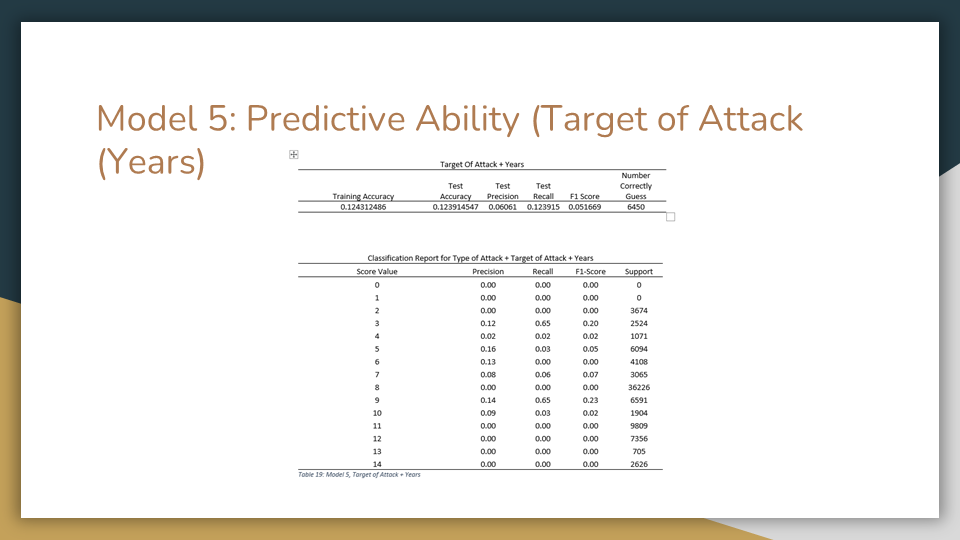 Model 5: Predictive Ability (Target of Attack
(Years)
Target Of Attack + Years
Training Accuracy Test Accuracy Test Precision Test Recall F1 Score Number Correctly Guess
0.124312486 0.123914547 0.06061 0.123915 0.051669 6450
Classification Report for Type of Attack + Target of Attack + Years
Score Value Precision Recall F1-Score Support
0 0.00 0.00 0.00 0
1 0.00 0.00 0.00 0
2 0.00 0.00 0.00 3674
3 0.12 0.65 0.20 2524
4 0.02 0.02 0.02 1071
5 0.16 0.03 0.05 6094
6 0.13 0.00 0.00 4108
7 0.08 0.06 0.07 3065
8 0.00 0.00 0.00 36226
9 0.14 0.65 0.23 6591
10 0.09 0.03 0.02 1904
11 0.00 0.00 0.00 9809
12 0.00 0.00 0.00 7356
13 0.00 0.00 0.00 705
14 0.00 0.00 0.00 2626
Table 19: Model 5, Target of Attack + Years